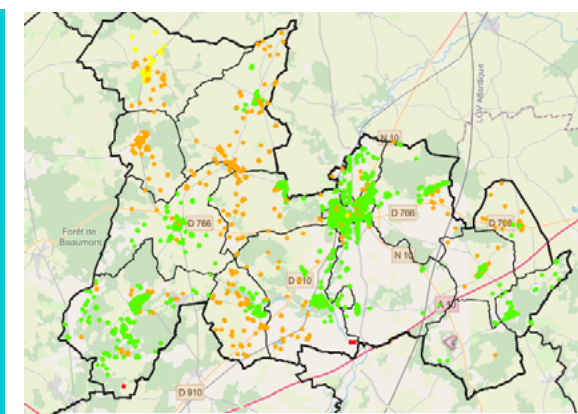 LGV Atlantique
N 10
D 766
D 766
D 766
Forêt de
Beaumont
N 10
D 910
A 10
D 910